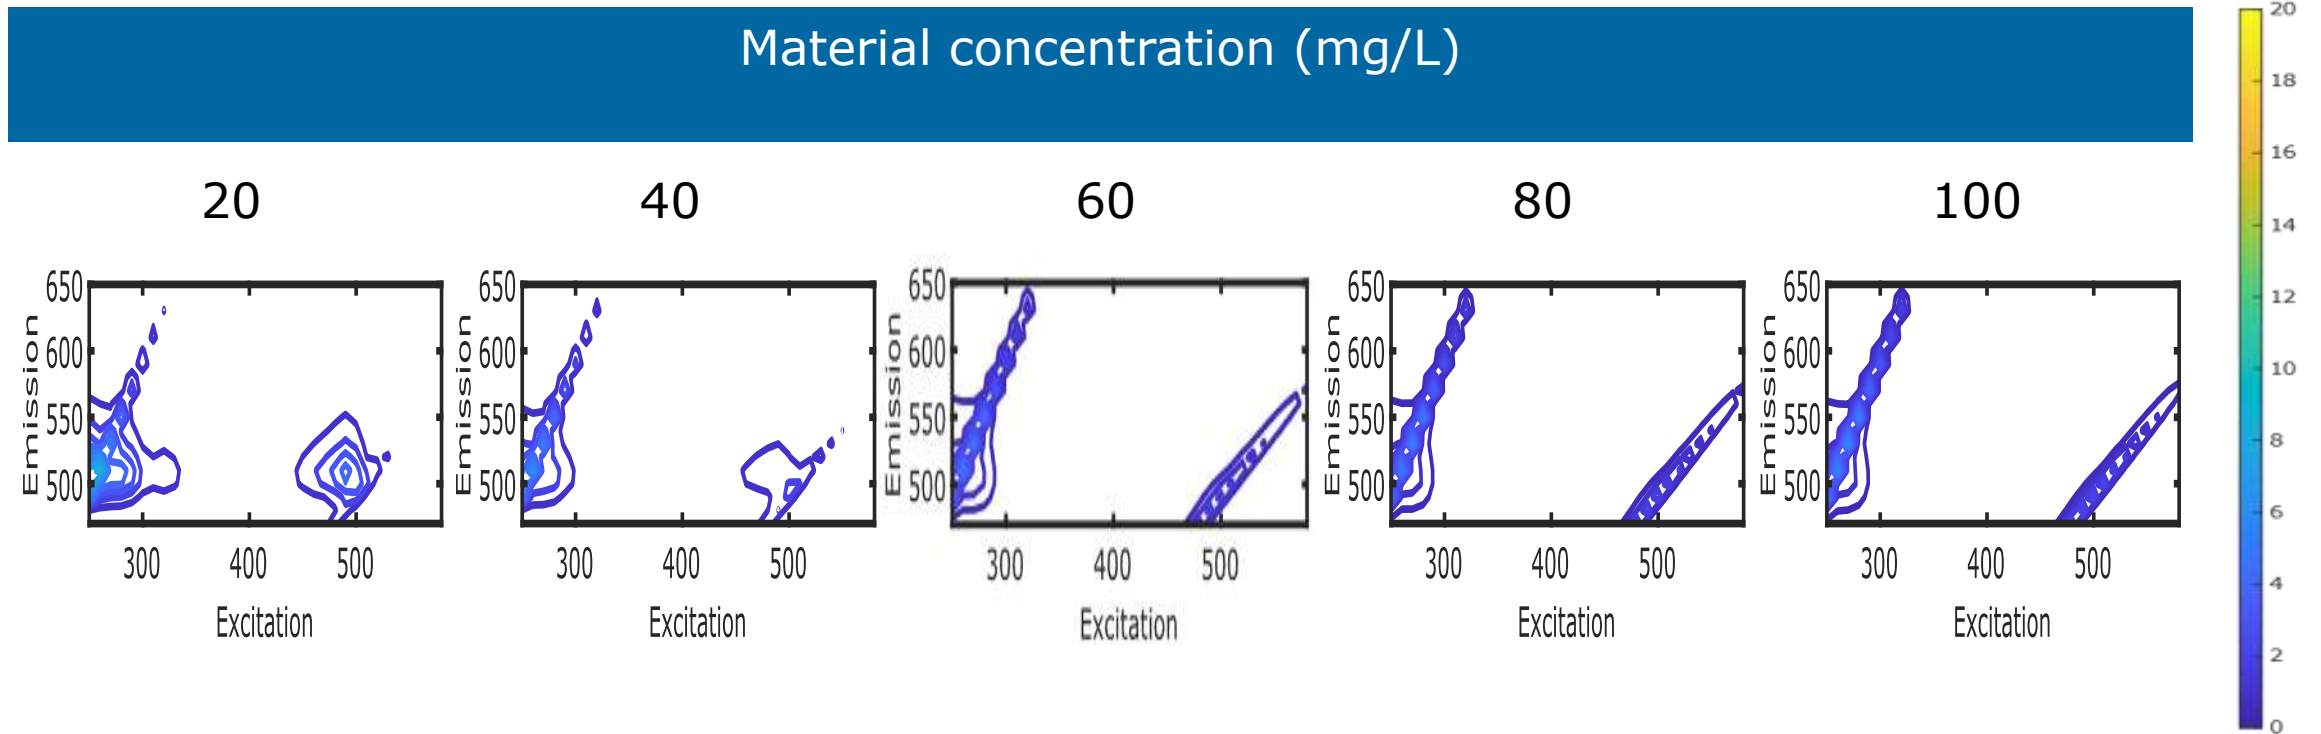 Material concentration (mg/L)
20 40 60 80 100
650 650 650 650 650
600 600 600 600 600
550 550 550 550 550
500 500 500 500 500
Emission Emission Emission Emission Emission
300 400 500 300 400 500 300 400 500 300 400 500 300 400 500
Excitation Excitation Excitation Excitation Excitation
20
18
16
14
12
10
8
6
4
2
0